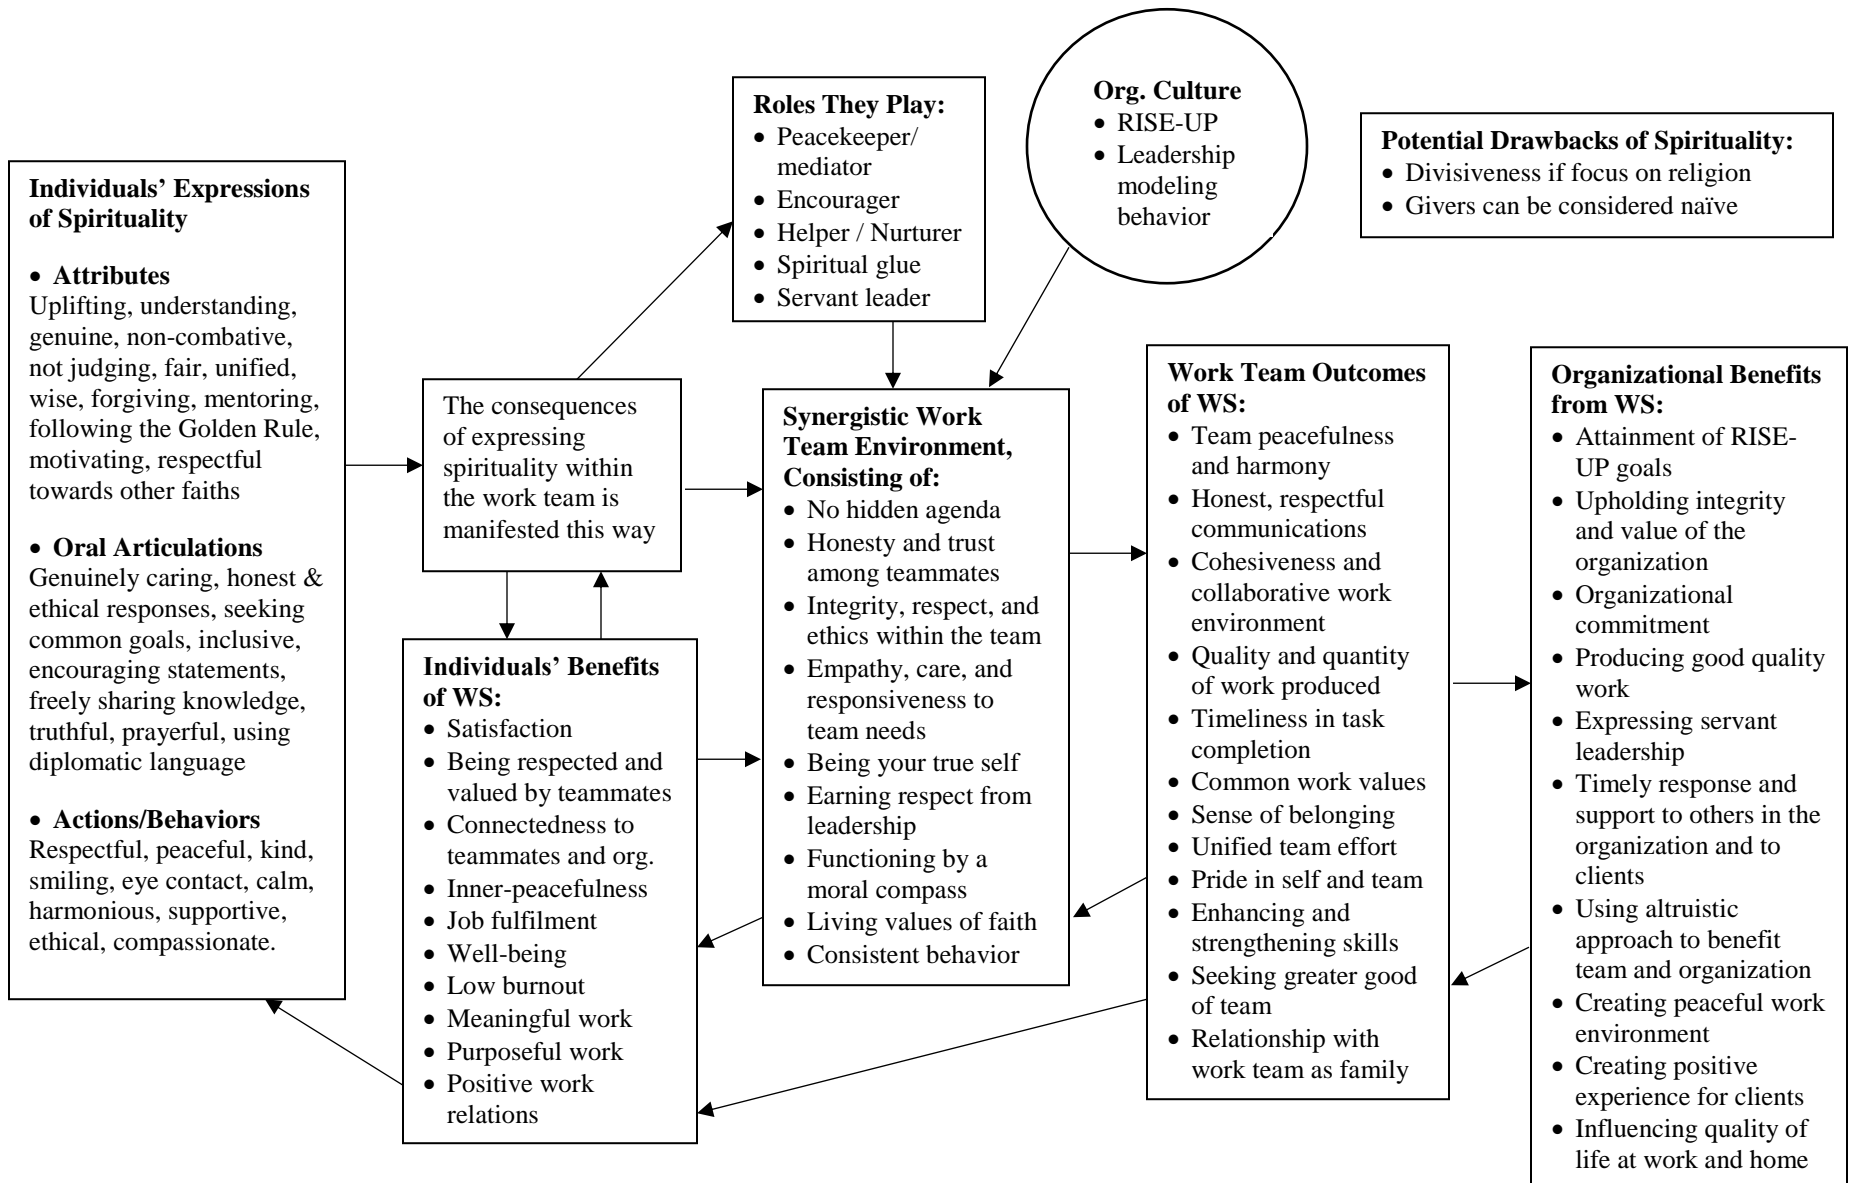 Individuals’ Expressions
of Spirituality
• Attributes
Uplifting, understanding,
genuine, non-combative,
not judging, fair, unified,
wise, forgiving, mentoring,
following the Golden Rule,
motivating, respectful
towards other faiths
• Oral Articulations
Genuinely caring, honest &
ethical responses, seeking
common goals, inclusive,
encouraging statements,
freely sharing knowledge,
truthful, prayerful, using
diplomatic language
• Actions/Behaviors
Respectful, peaceful, kind,
smiling, eye contact, calm,
harmonious, supportive,
ethical, compassionate.
The consequences
of expressing
spirituality within
the work team is
manifested this way
Roles They Play:
• Peacekeeper/
mediator
• Encourager
• Helper / Nurturer
• Spiritual glue
• Servant leader
Org. Culture
• RISE-UP
• Leadership
modeling
behavior
Potential Drawbacks of Spirituality:
• Divisiveness if focus on religion
• Givers can be considered naïve
Individuals’ Benefits
of WS:
• Satisfaction
• Being respected and
valued by teammates
• Connectedness to
teammates and org.
• Inner-peacefulness
• Job fulfilment
• Well-being
• Low burnout
• Meaningful work
• Purposeful work
• Positive work
relations
Synergistic Work
Team Environment,
Consisting of:
• No hidden agenda
• Honesty and trust
among teammates
• Integrity, respect, and
ethics within the team
• Empathy, care, and
responsiveness to
team needs
• Being your true self
• Earning respect from
leadership
• Functioning by a
moral compass
• Living values of faith
• Consistent behavior
Work Team Outcomes
of WS:
• Team peacefulness
and harmony
• Honest, respectful
communications
• Cohesiveness and
collaborative work
environment
• Quality and quantity
of work produced
• Timeliness in task
completion
• Common work values
• Sense of belonging
• Unified team effort
• Pride in self and team
• Enhancing and
strengthening skills
• Seeking greater good
of team
• Relationship with
work team as family
Organizational Benefits
from WS:
• Attainment of RISE-
UP goals
• Upholding integrity
and value of the
organization
• Organizational
commitment
• Producing good quality
work
• Expressing servant
leadership
• Timely response and
support to others in the
organization and to
clients
• Using altruistic
approach to benefit
team and organization
• Creating peaceful work
environment
• Creating positive
experience for clients
• Influencing quality of
life at work and home